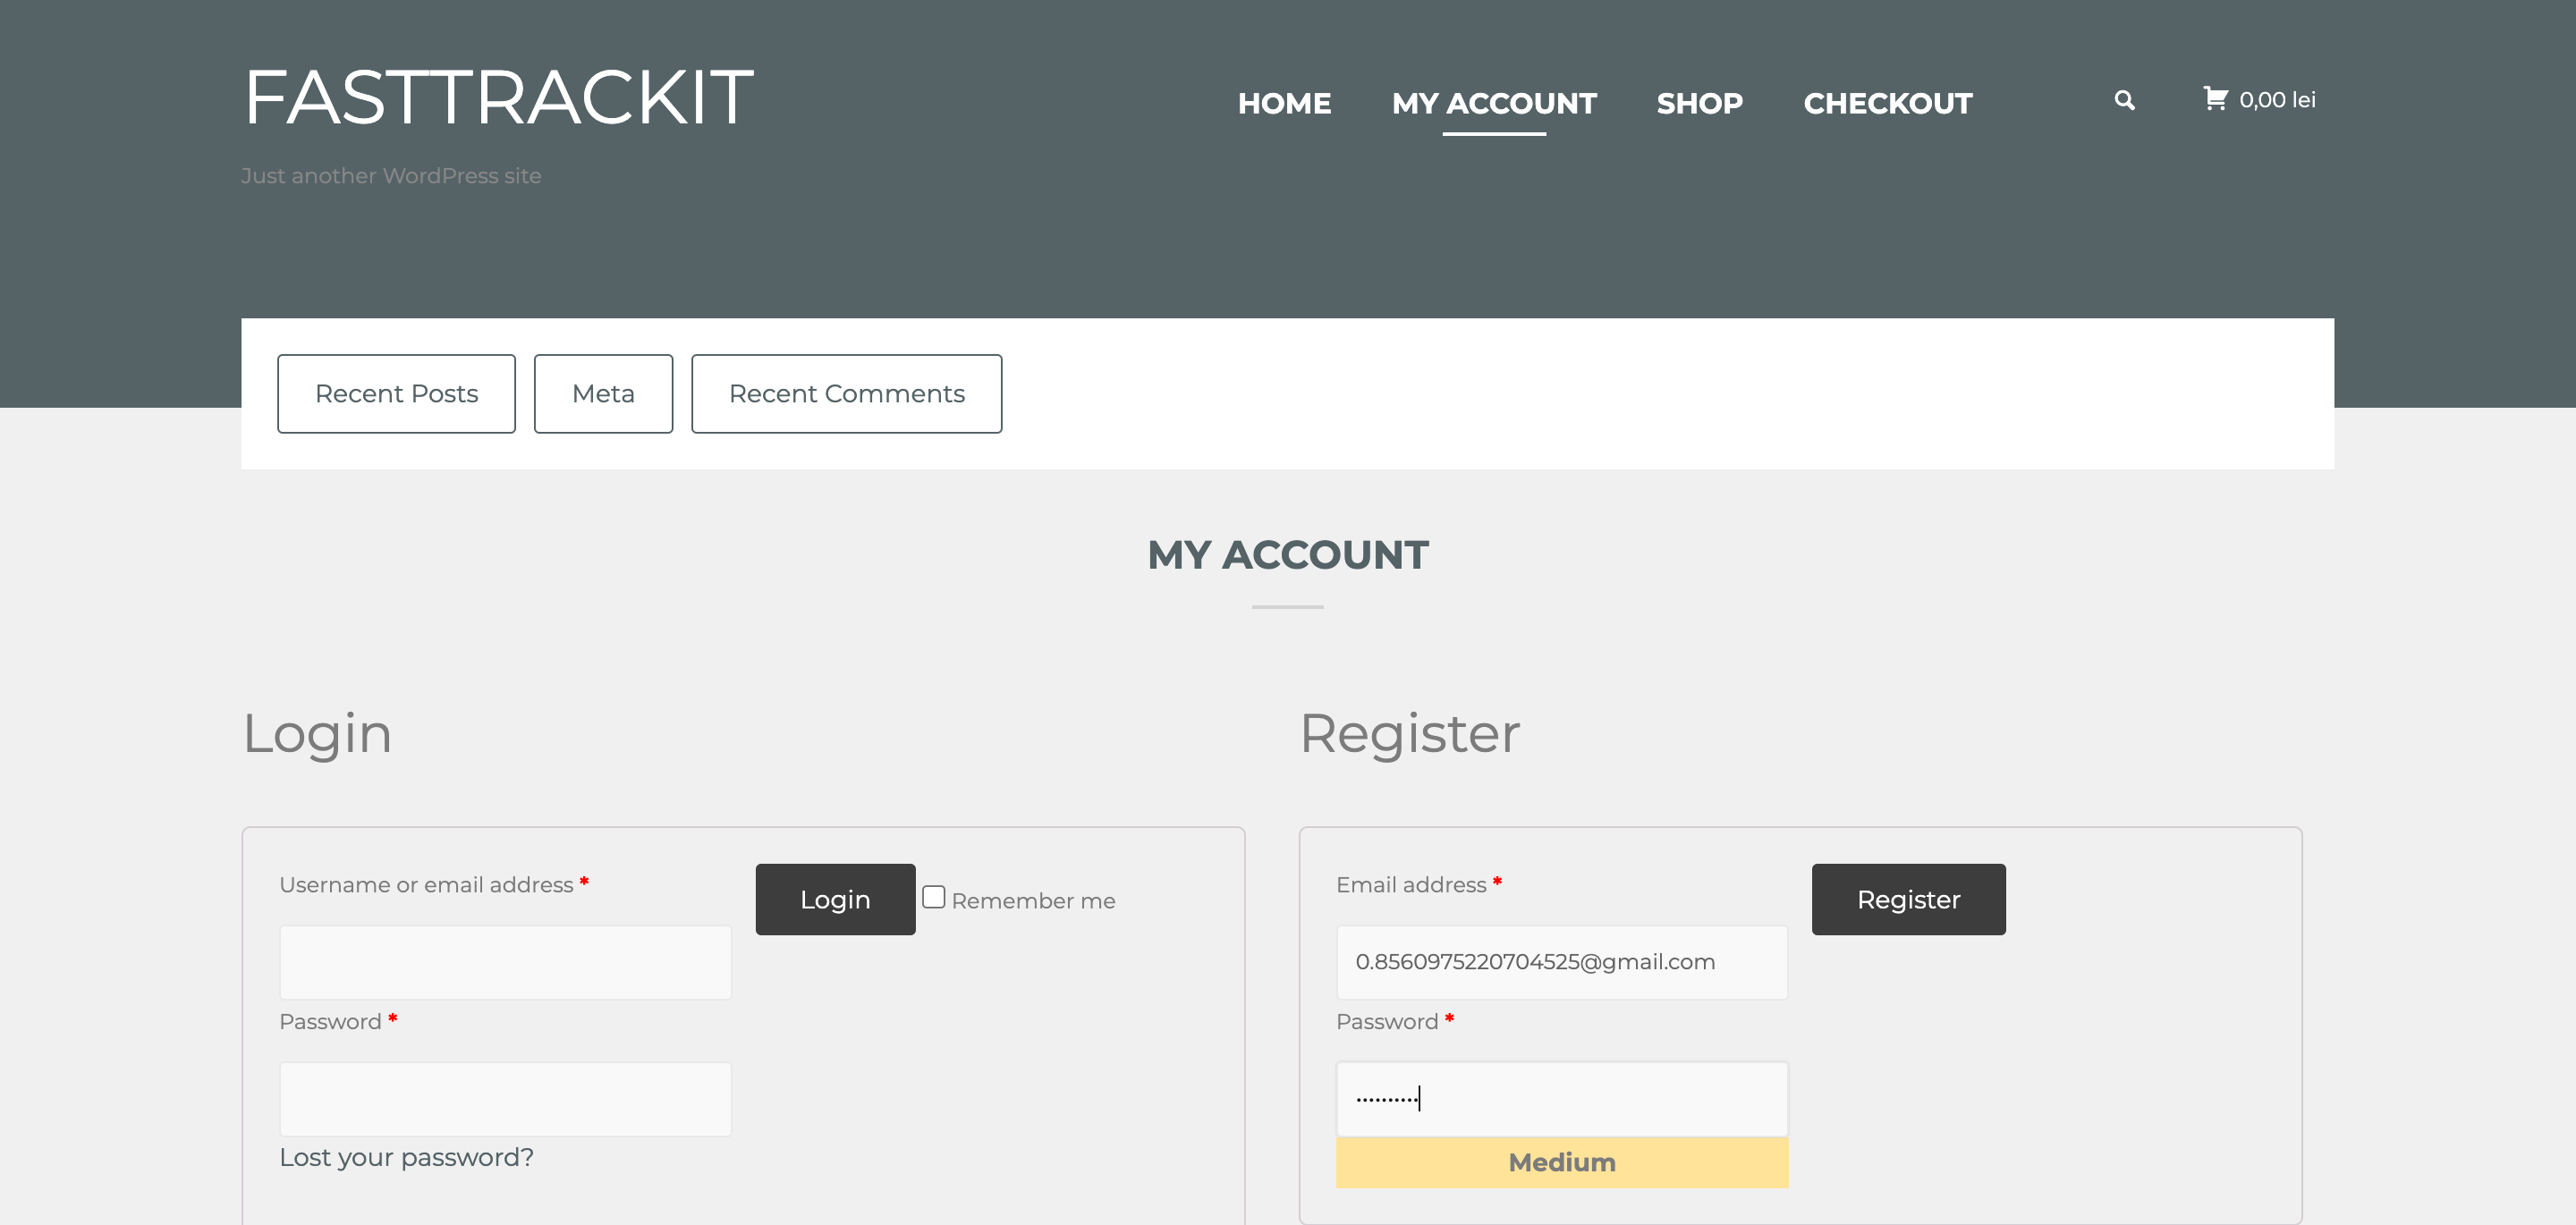 FASTTRACKIT
HOME MY ACCOUNT SHOP CHECKOUT 0,00 lei
Just another WordPress site
Recent Posts Meta Recent Comments
MY ACCOUNT
Login
Username or email address *
Login Remember me
Password *
Lost your password?
Register
Email address *
Register
0.8560975220704525@gmail.com
Password *
••••••••••
Medium